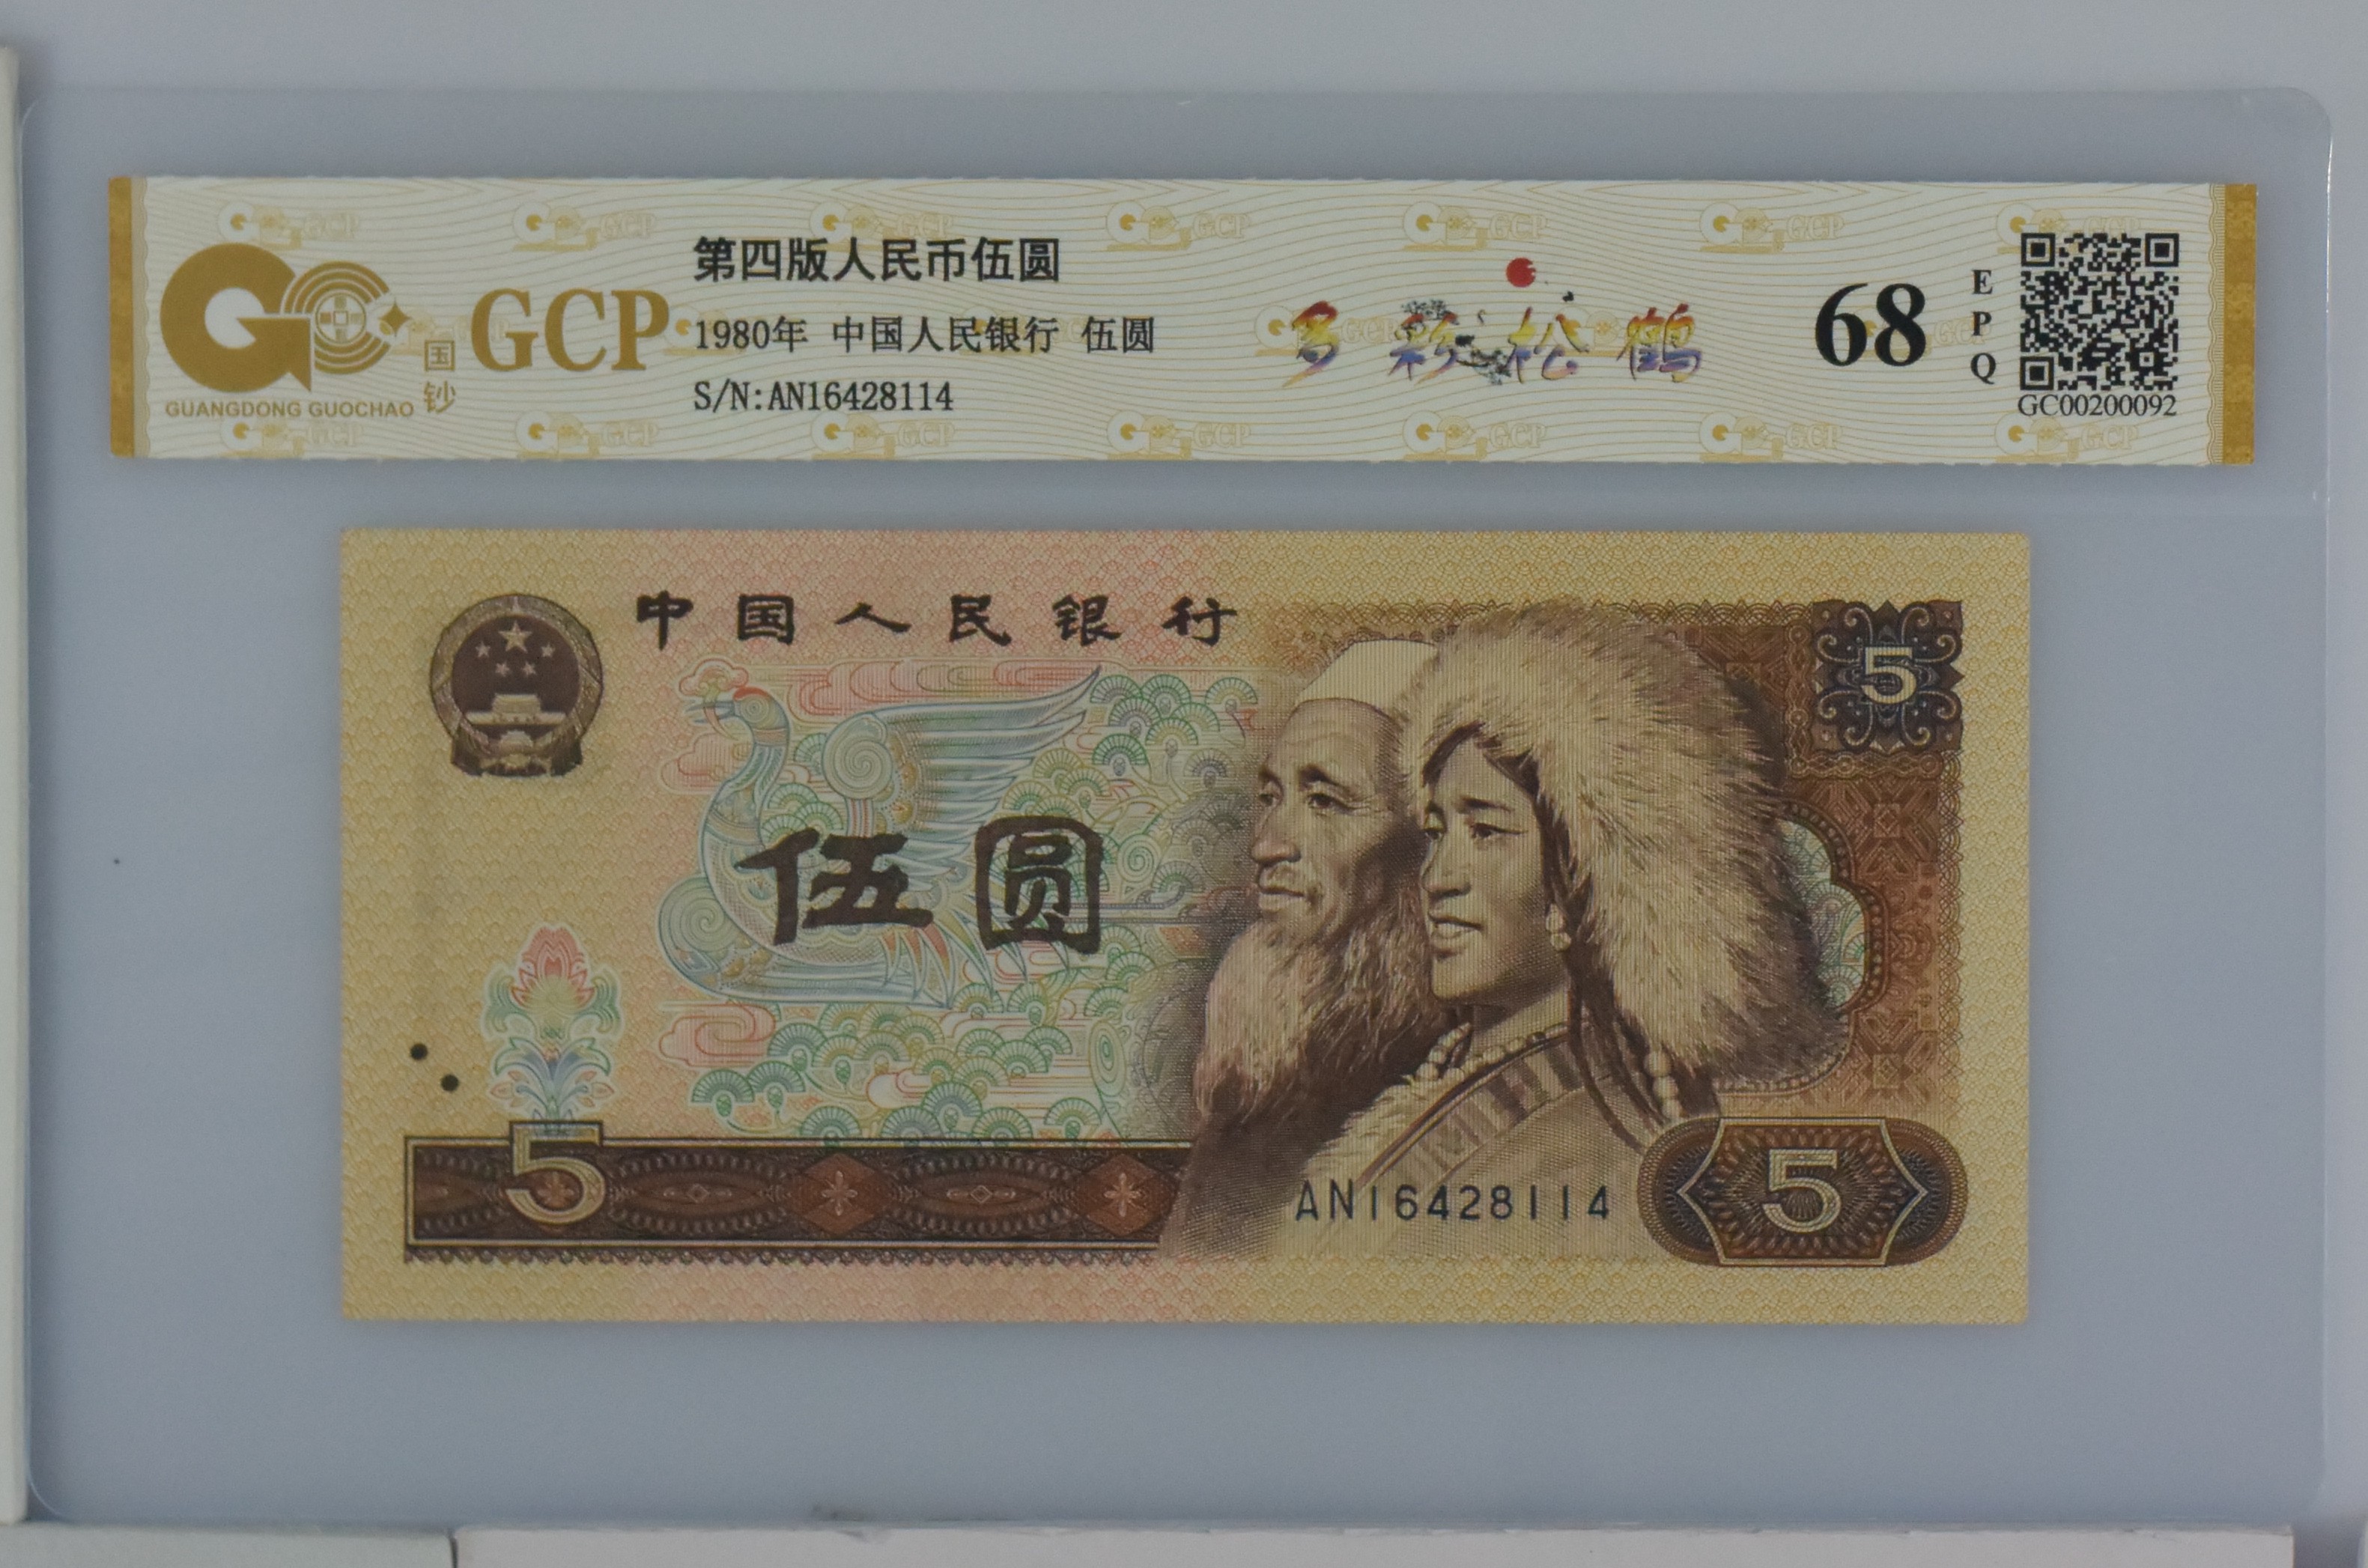 GUANGDONG GUOCHAO
国钞
GCP
第四版人民币伍圆
1980年 中国人民银行 伍圆
S/N:AN16428114
多彩松鹤
68
EPQ
GC00200092
中国人民银行
5
伍圆
5
AN16428114
5